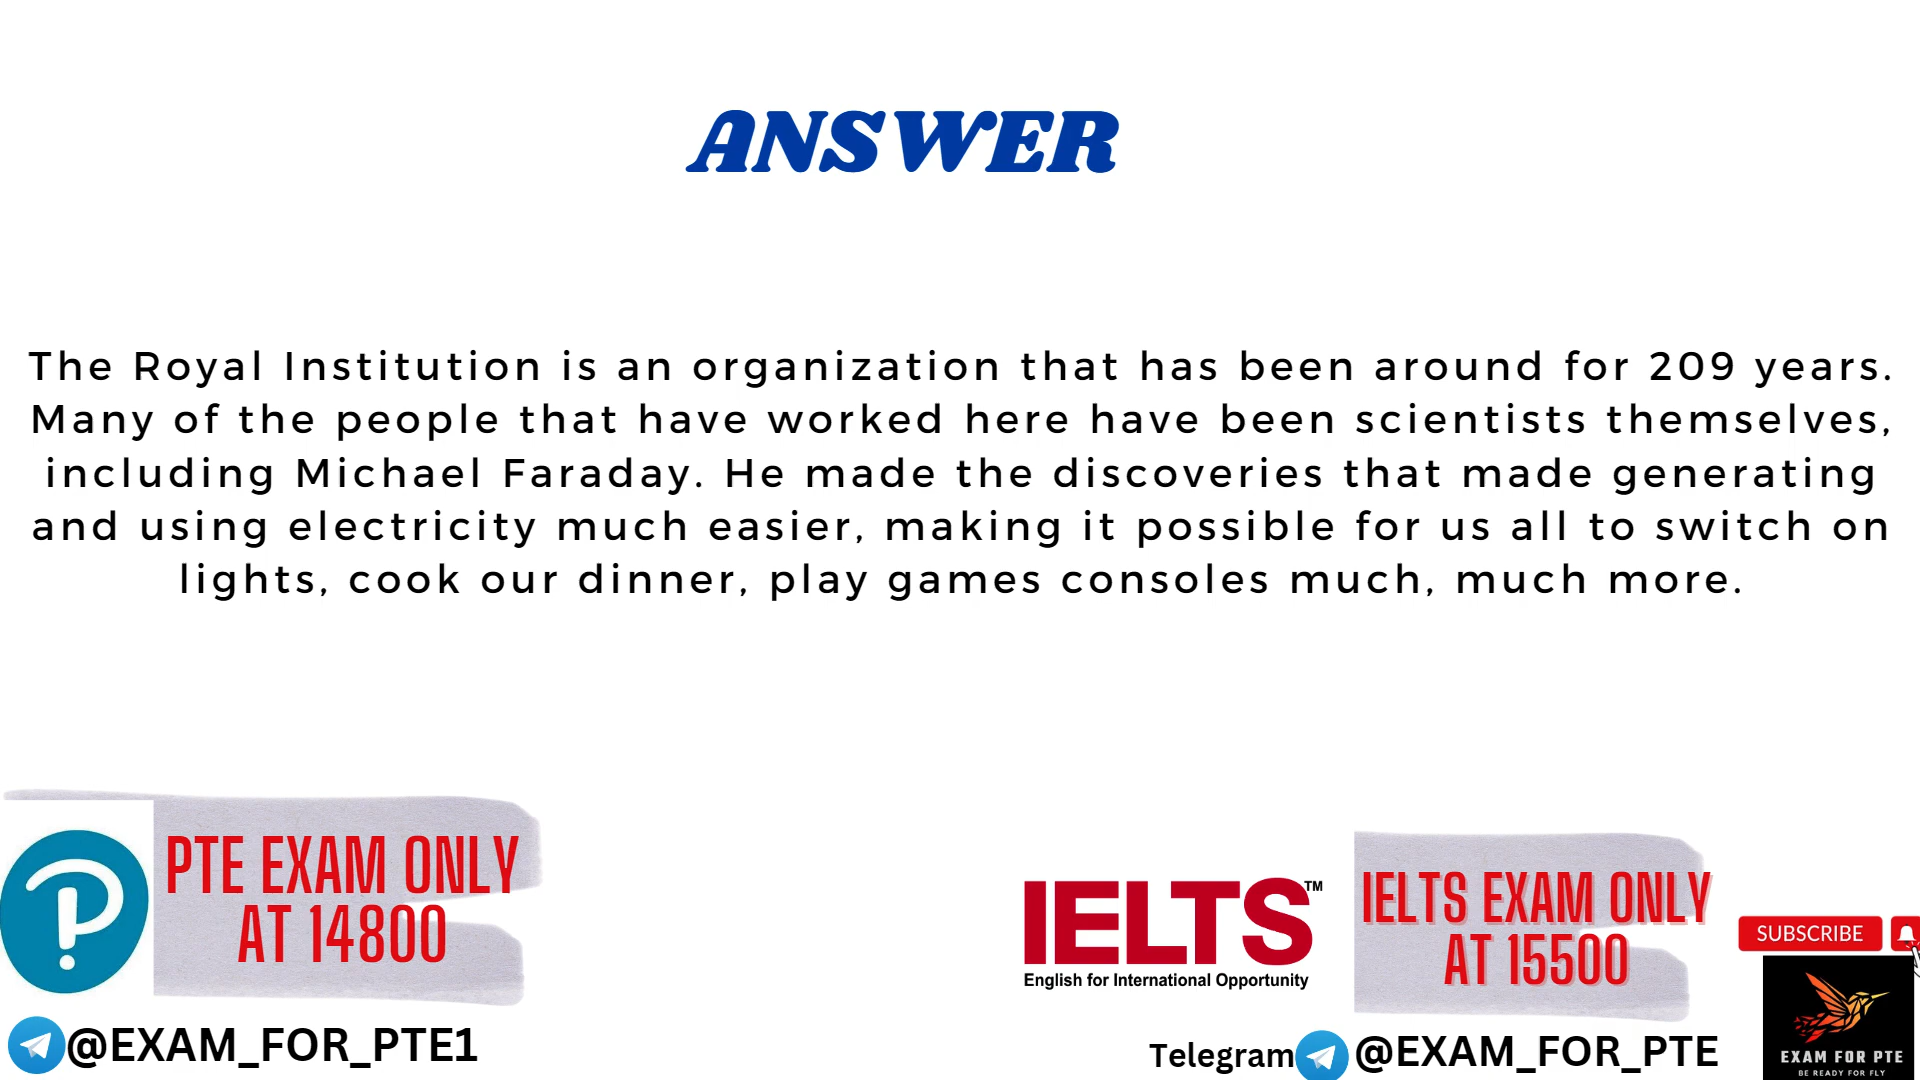 ANSWER
The Royal Institution is an organization that has been around for 209 years.
Many of the people that have worked here have been scientists themselves,
including Michael Faraday. He made the discoveries that made generating
and using electricity much easier, making it possible for us all to switch on
lights, cook our dinner, play games consoles much, much more.
PTE EXAM ONLY
AT 14800
@EXAM_FOR_PTE1
IELTS™
English for International Opportunity
IELTS EXAM ONLY
AT 15500
Telegram @EXAM_FOR_PTE
SUBSCRIBE
EXAM FOR PTE
BE READY FOR FLY